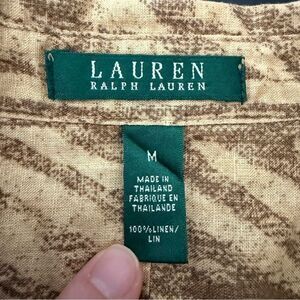 LAUREN
RALPH LAUREN
M
MADE IN
THAILAND
FABRIQUE EN
THAILANDE
100%LINEN/
LIN